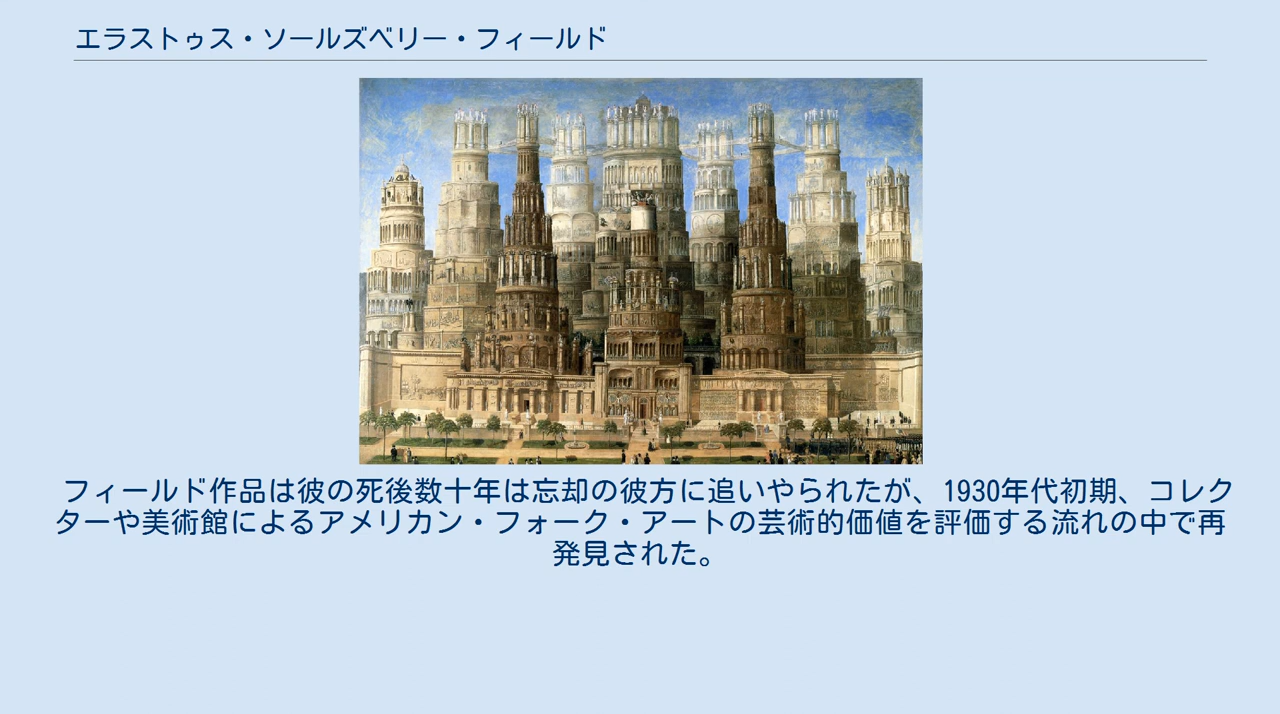 エラストゥス・ソールズベリー・フィールド
フィールド作品は彼の死後数十年は忘却の彼方に追いやられたが、1930年代初期、コレク
ターや美術館によるアメリカン・フォーク・アートの芸術的価値を評価する流れの中で再
発見された。